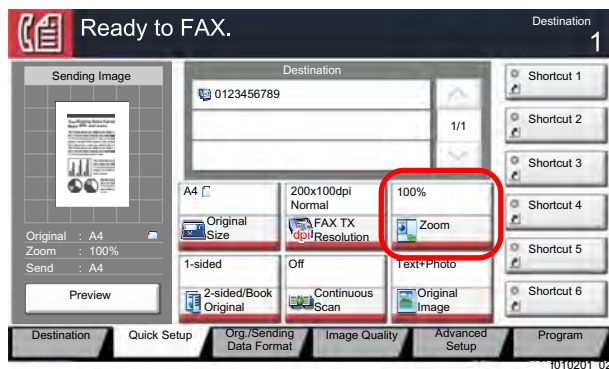 Ready to FAX.
Destination
1
Sending Image
Original : A4
Zoom : 100%
Send : A4
Preview
Destination
0123456789
1/1
A4
Original
Size
200x100dpi
Normal
dpi
FAX TX
Resolution
100%
Zoom
1-sided
2-sided/Book
Original
Off
Continuous
Scan
Text+Photo
Original
Image
Shortcut 1
Shortcut 2
Shortcut 3
Shortcut 4
Shortcut 5
Shortcut 6
Destination
Quick Setup
Org./Sending
Data Format
Image Quality
Advanced
Setup
Program
f010201_02